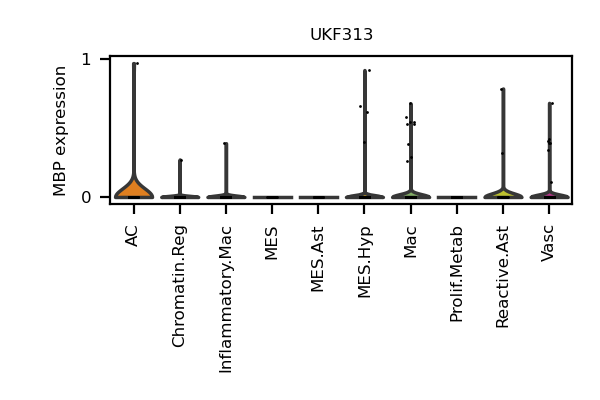 UKF313
MBP expression
1
0
AC
Chromatin.Reg
Inflammatory.Mac
MES
MES.Ast
MES.Hyp
Mac
Prolif.Metab
Reactive.Ast
Vasc